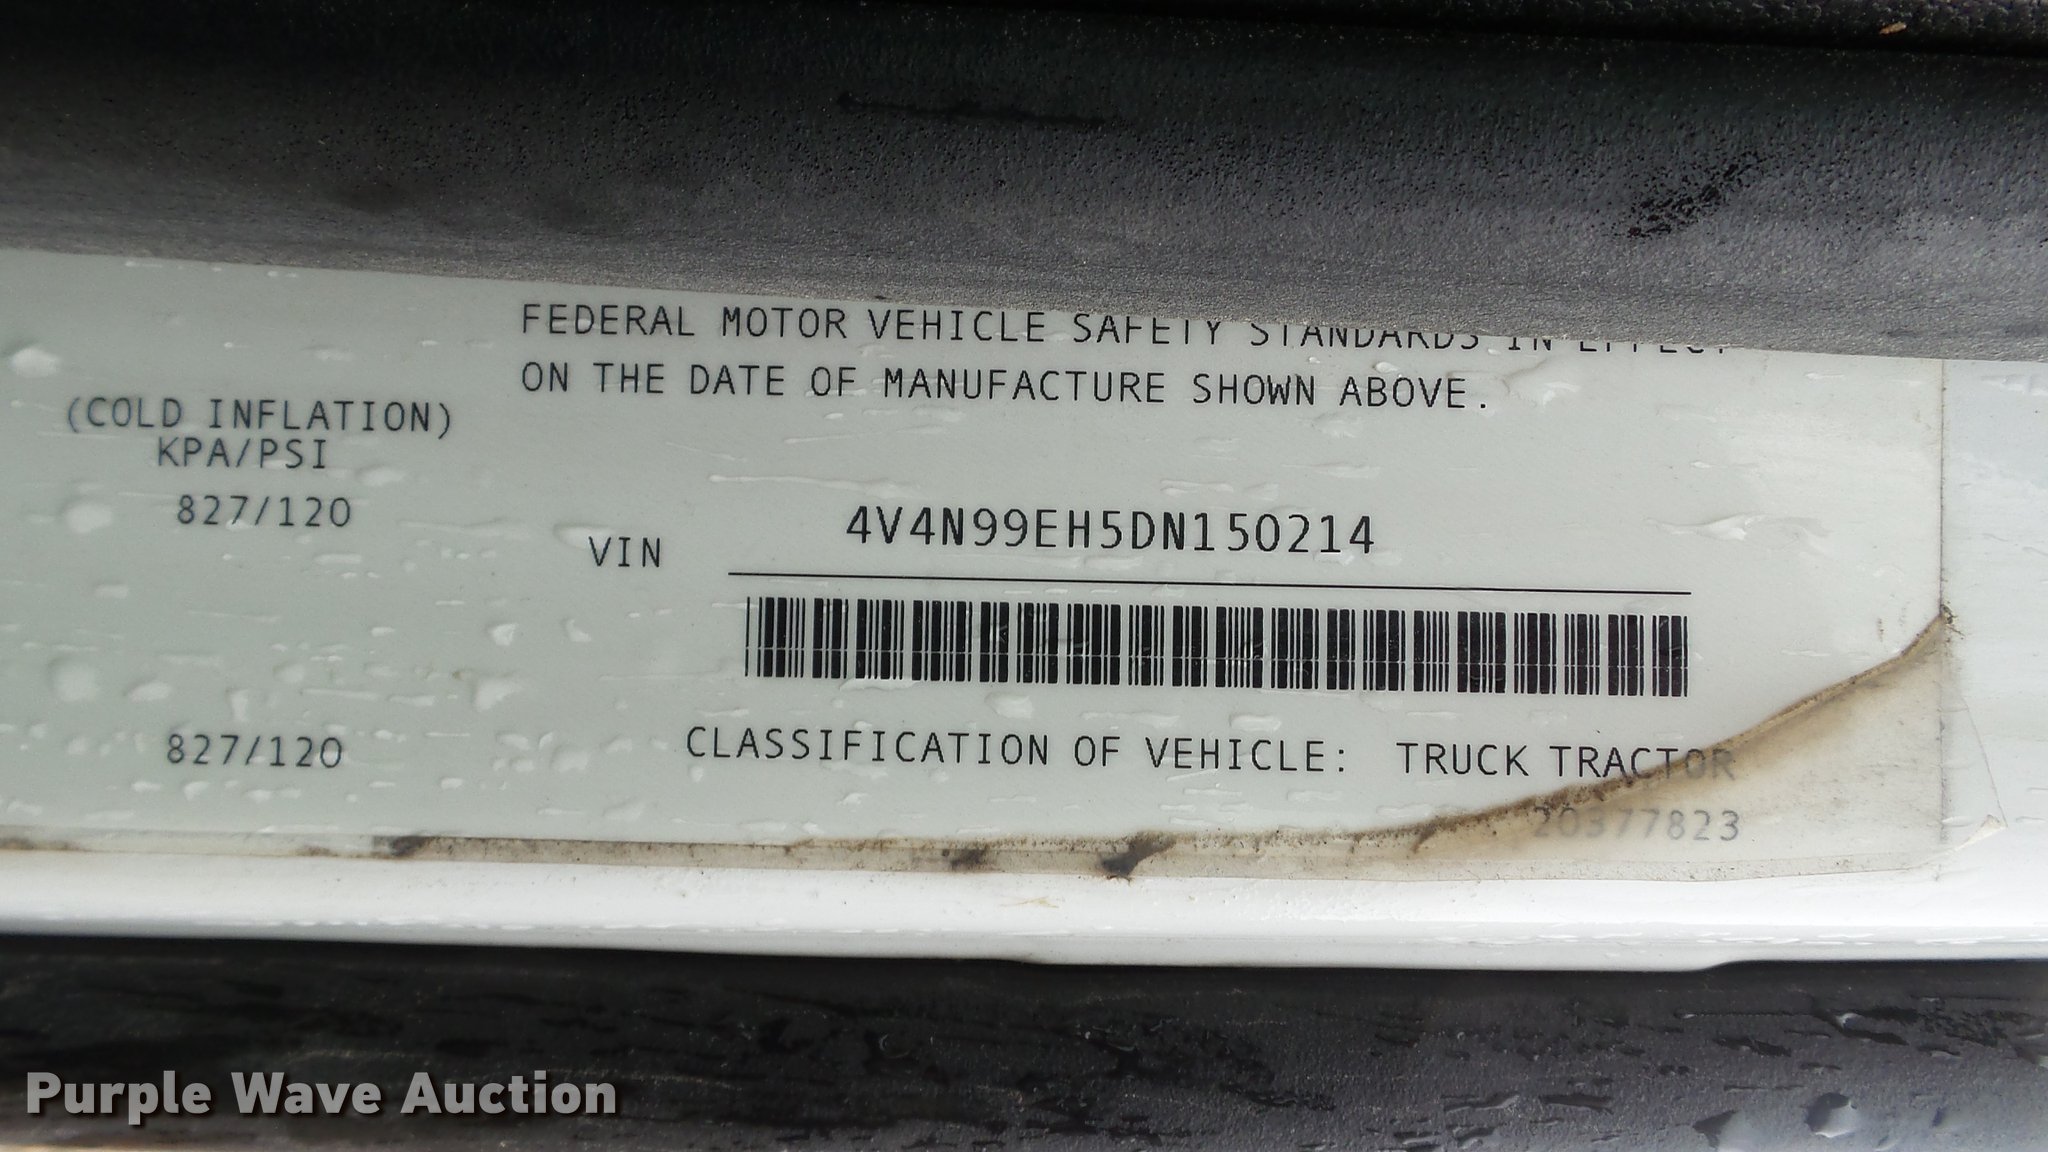 FEDERAL MOTOR VEHICLE SAFETY STANDARDS IN EFFECT
ON THE DATE OF MANUFACTURE SHOWN ABOVE.
(COLD INFLATION)
KPA/PSI
827/120
VIN 4V4N99EH5DN150214
827/120
CLASSIFICATION OF VEHICLE: TRUCK TRACTOR
20377823
Purple Wave Auction